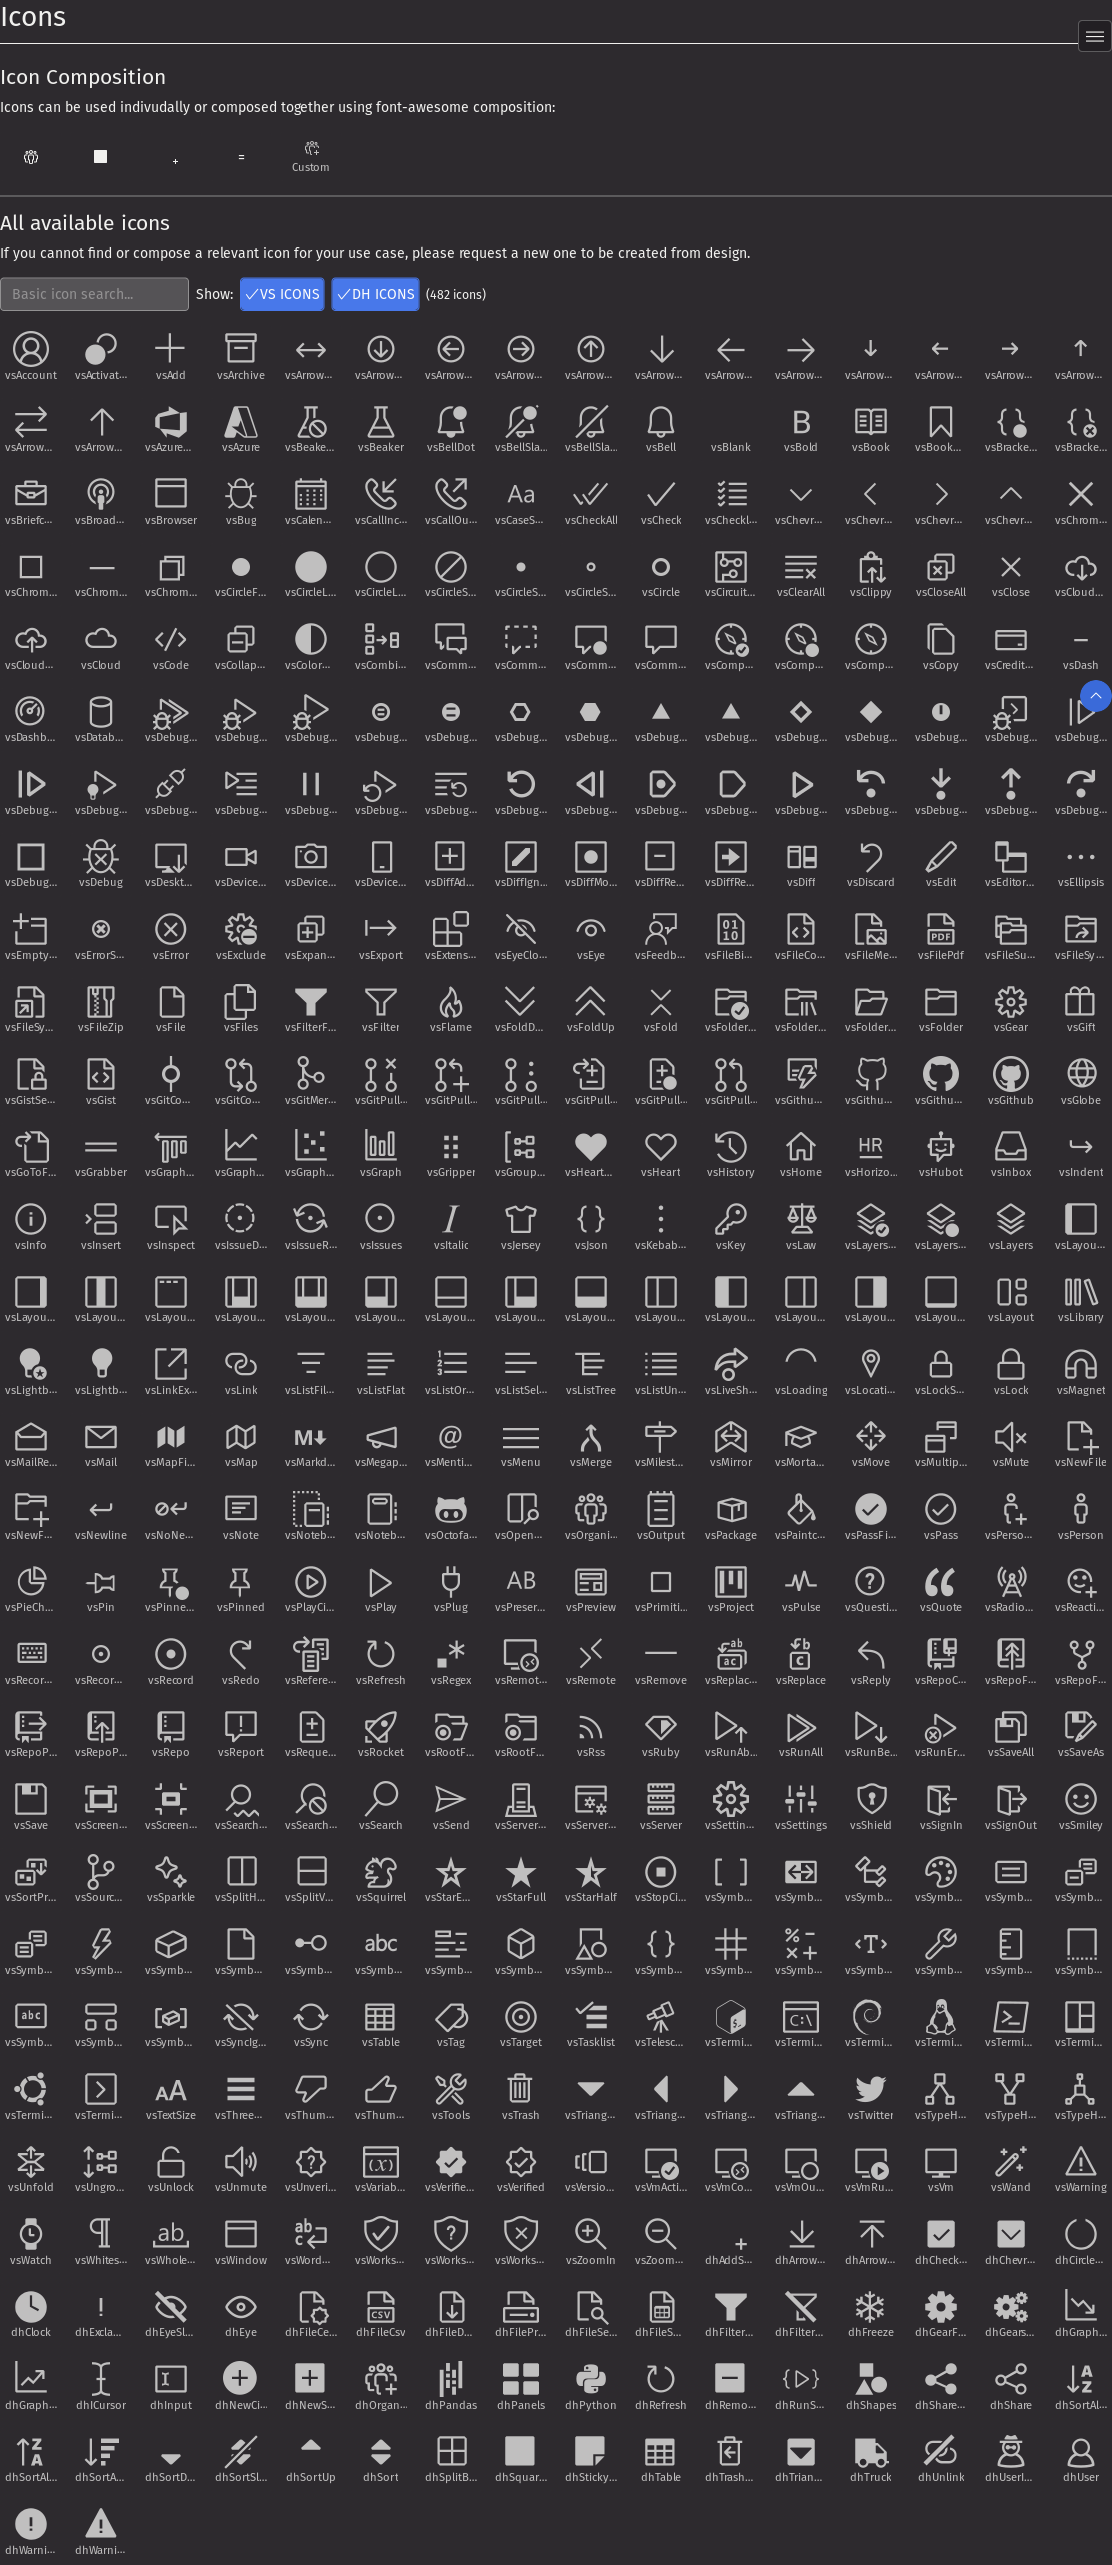 Icons
Icon Composition
Icons can be used indivudally or composed together using font-awesome composition:
Custom
All available icons
If you cannot find or compose a relevant icon for your use case, please request a new one to be created from design.
Basic icon search... Show: VS ICONS DH ICONS (482 icons)
vsAccount vsActivat... vsAdd vsArchive vsArrow... vsArrow... vsArrow... vsArrow... vsArrow... vsArrow... vsArrow... vsArrow... vsArrow... vsArrow... vsArrow... vsArrow...
vsArrow... vsArrow... vsAzure... vsAzure vsBeake... vsBeaker vsBellDot vsBellSla... vsBellSla... vsBell vsBlank vsBold vsBook vsBook... vsBracke... vsBracke...
vsBriefc... vsBroad... vsBrowser vsBug vsCalen... vsCallInc... vsCallOu... vsCaseS... vsCheckAll vsCheck vsCheckl... vsChevr... vsChevr... vsChevr... vsChevr... vsChrom...
vsChrom... vsChrom... vsChrom... vsCircleF... vsCircleL... vsCircleL... vsCircleS... vsCircleS... vsCircleS... vsCircle vsCircuit... vsClearAll vsClippy vsCloseAll vsClose vsCloud...
vsCloud... vsCloud vsCode vsCollap... vsColor... vsCombi... vsComm... vsComm... vsComm... vsComm... vsComp... vsComp... vsComp... vsCopy vsCredit... vsDash
vsDashb... vsDatab... vsDebug... vsDebug... vsDebug... vsDebug... vsDebug... vsDebug... vsDebug... vsDebug... vsDebug... vsDebug... vsDebug... vsDebug... vsDebug... vsDebug...
vsDebug... vsDebug... vsDebug... vsDebug... vsDebug... vsDebug... vsDebug... vsDebug... vsDebug... vsDebug... vsDebug... vsDebug... vsDebug... vsDebug... vsDebug... vsDebug...
vsDebug... vsDebug vsDeskt... vsDevice... vsDevice... vsDevice... vsDiffAd... vsDiffIgn... vsDiffMo... vsDiffRe... vsDiffRe... vsDiff vsDiscard vsEdit vsEditor... vsEllipsis
vsEmpty... vsErrorS... vsError vsExclude vsExpan... vsExport vsExtens... vsEyeClo... vsEye vsFeedb... vsFileBi... vsFileCo... vsFileMe... vsFilePdf vsFileSu... vsFileSy...
vsFileSy... vsFileZip vsFile vsFiles vsFilterF... vsFilter vsFlame vsFoldD... vsFoldUp vsFold vsFolder... vsFolder... vsFolder... vsFolder vsGear vsGift
vsGistSe... vsGist vsGitCo... vsGitCo... vsGitMer... vsGitPull... vsGitPull... vsGitPull... vsGitPull... vsGitPull... vsGitPull... vsGithu... vsGithu... vsGithu... vsGithub vsGlobe
vsGoToF... vsGrabber vsGraph... vsGraph... vsGraph... vsGraph vsGripper vsGroup... vsHeart... vsHeart vsHistory vsHome vsHorizo... vsHubot vsInbox vsIndent
vsInfo vsInsert vsInspect vsIssueD... vsIssueR... vsIssues vsItalic vsJersey vsJson vsKebab... vsKey vsLaw vsLayers... vsLayers... vsLayers vsLayou...
vsLayou... vsLayou... vsLayou... vsLayou... vsLayou... vsLayou... vsLayou... vsLayou... vsLayou... vsLayou... vsLayou... vsLayou... vsLayou... vsLayou... vsLayout vsLibrary
vsLightb... vsLightb... vsLinkEx... vsLink vsListFil... vsListFlat vsListOr... vsListSel... vsListTree vsListUn... vsLiveSh... vsLoading vsLocati... vsLockS... vsLock vsMagnet
vsMailRe... vsMail vsMapFi... vsMap vsMarkd... vsMegap... vsMenti... vsMenu vsMerge vsMilest... vsMirror vsMorta... vsMove vsMultip... vsMute vsNewFile
vsNewF... vsNewline vsNoNe... vsNote vsNoteb... vsNoteb... vsOctofa... vsOpen... vsOrgani... vsOutput vsPackage vsPaintc... vsPassFi... vsPass vsPerso... vsPerson
vsPieCh... vsPin vsPinne... vsPinned vsPlayCi... vsPlay vsPlug vsPreser... vsPreview vsPrimiti... vsProject vsPulse vsQuesti... vsQuote vsRadio... vsReacti...
vsRecor... vsRecor... vsRecord vsRedo vsRefere... vsRefresh vsRegex vsRemot... vsRemote vsRemove vsReplac... vsReplace vsReply vsRepoC... vsRepoF... vsRepoF...
vsRepoP... vsRepoP... vsRepo vsReport vsReque... vsRocket vsRootF... vsRootF... vsRss vsRuby vsRunAb... vsRunAll vsRunBe... vsRunEr... vsSaveAll vsSaveAs
vsSave vsScreen... vsScreen... vsSearch... vsSearch... vsSearch vsSend vsServer... vsServer... vsServer vsSettin... vsSettings vsShield vsSignIn vsSignOut vsSmiley
vsSortPr... vsSourc... vsSparkle vsSplitH... vsSplitV... vsSquirrel vsStarE... vsStarFull vsStarHalf vsStopCi... vsSymb... vsSymb... vsSymb... vsSymb... vsSymb... vsSymb...
vsSymb... vsSymb... vsSymb... vsSymb... vsSymb... vsSymb... vsSymb... vsSymb... vsSymb... vsSymb... vsSymb... vsSymb... vsSymb... vsSymb... vsSymb... vsSymb...
vsSymb... vsSymb... vsSymb... vsSyncIg... vsSync vsTable vsTag vsTarget vsTasklist vsTelesc... vsTermi... vsTermi... vsTermi... vsTermi... vsTermi... vsTermi...
vsTermi... vsTermi... vsTextSize vsThree... vsThum... vsThum... vsTools vsTrash vsTriang... vsTriang... vsTriang... vsTriang... vsTwitter vsTypeH... vsTypeH... vsTypeH...
vsUnfold vsUngro... vsUnlock vsUnmute vsUnveri... vsVariab... vsVerifie... vsVerified vsVersio... vsVmActi... vsVmCo... vsVmOu... vsVmRu... vsVm vsWand vsWarning
vsWatch vsWhites... vsWhole... vsWindow vsWord... vsWorks... vsWorks... vsWorks... vsZoomIn vsZoom... dhAddS... dhArrow... dhArrow... dhCheck... dhChevr... dhCircle...
dhClock dhExcla... dhEyeSl... dhEye dhFileCe... dhFileCsv dhFileD... dhFilePr... dhFileSe... dhFileS... dhFilter... dhFilter... dhFreeze dhGearF... dhGears... dhGraph...
dhGraph... dhICursor dhInput dhNewCi... dhNewS... dhOrgan... dhPandas dhPanels dhPython dhRefresh dhRemo... dhRunS... dhShapes dhShare... dhShare dhSortAl...
dhSortAl... dhSortA... dhSortD... dhSortSl... dhSortUp dhSort dhSplitB... dhSquar... dhSticky... dhTable dhTrash... dhTrian... dhTruck dhUnlink dhUserI... dhUser
dhWarni... dhWarni...